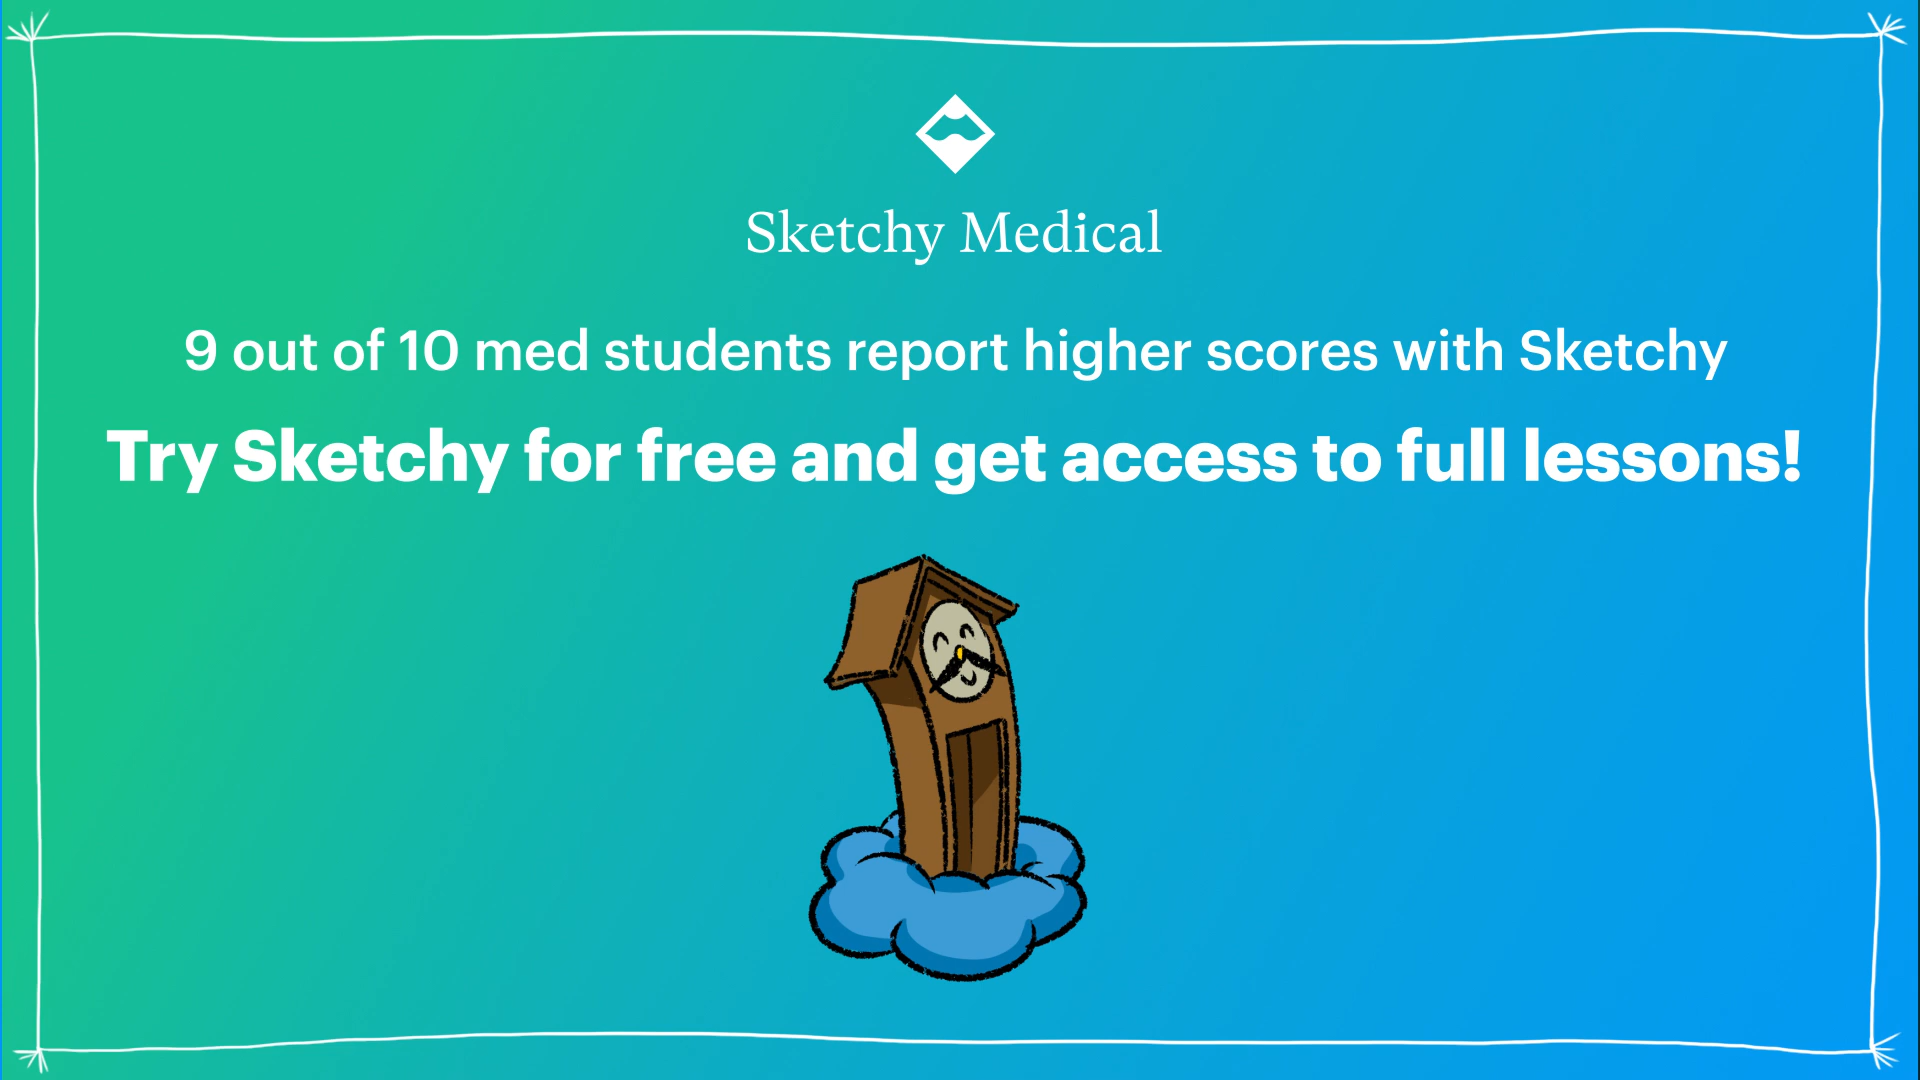 Sketchy Medical
9 out of 10 med students report higher scores with Sketchy
Try Sketchy for free and get access to full lessons!